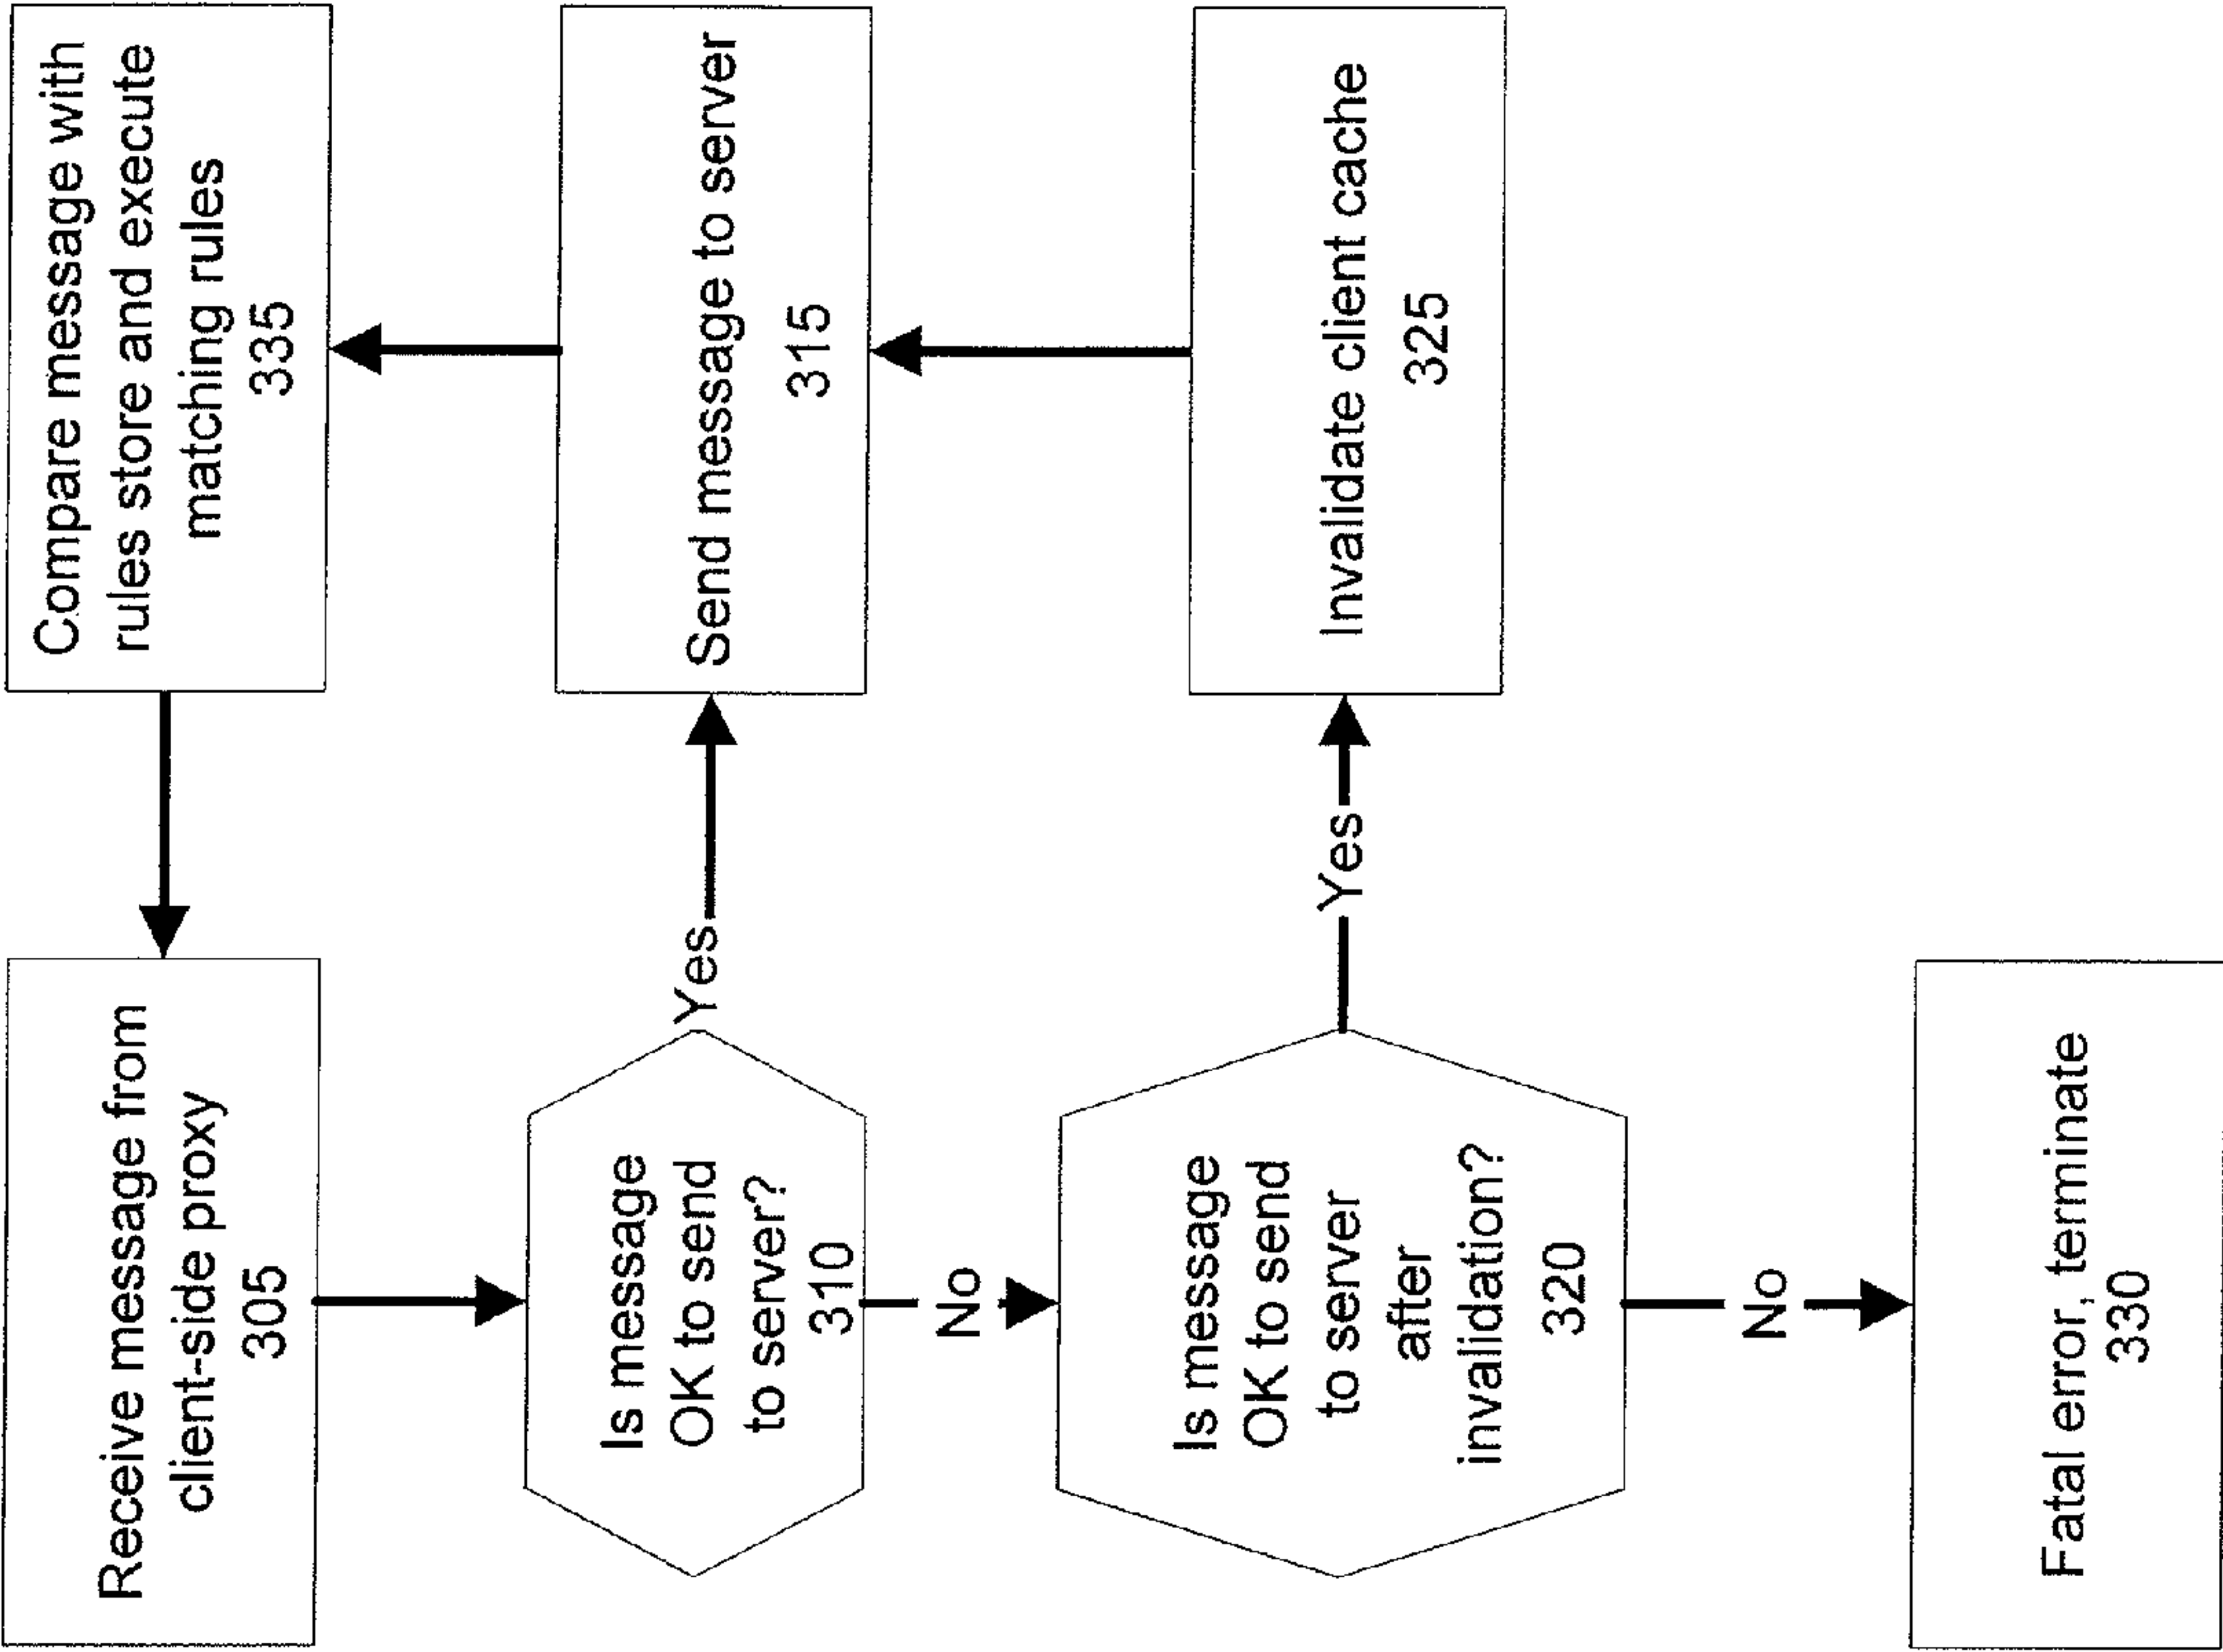 Receive message from
client-side proxy
305
Is message
OK to send
to server?
310
Yes
No
Is message
OK to send
to server
after
invalidation?
320
Yes
No
Fatal error, terminate
330
Compare message with
rules store and execute
matching rules
335
Send message to server
315
Invalidate client cache
325